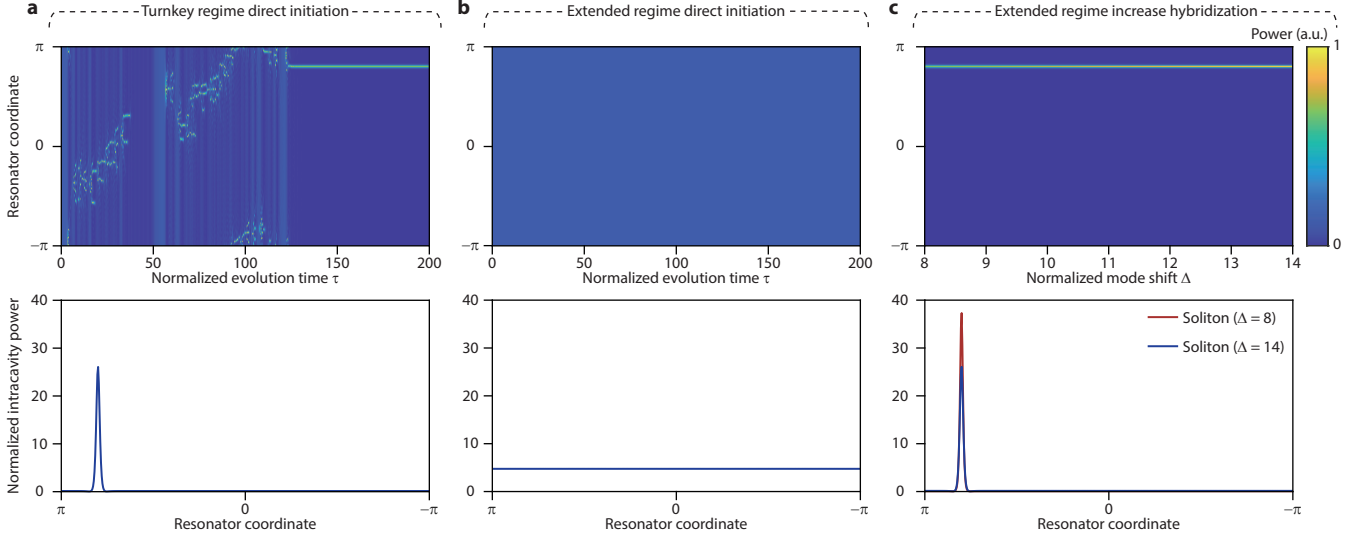 a
Turnkey regime direct initiation
b
Extended regime direct initiation
c
Extended regime increase hybridization
Power (a.u.)
π
0
−π
Resonator coordinate
0
50
100
150
200
Normalized evolution time τ
π
0
−π
0
50
100
150
200
Normalized evolution time τ
π
0
−π
8
9
10
11
12
13
14
Normalized mode shift Δ
1
0
40
30
20
10
0
Normalized intracavity power
π
0
−π
Resonator coordinate
40
30
20
10
0
π
0
−π
Resonator coordinate
40
30
20
10
0
Soliton (Δ = 8)
Soliton (Δ = 14)
π
0
−π
Resonator coordinate